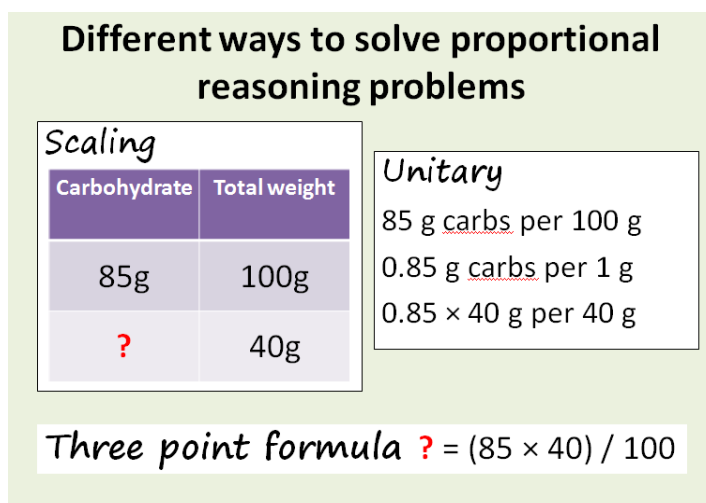 Different ways to solve proportional
reasoning problems
Scaling
Carbohydrate Total weight
85g 100g
? 40g
Unitary
85 g carbs per 100 g
0.85 g carbs per 1 g
0.85 × 40 g per 40 g
Three point formula ? = (85 × 40) / 100